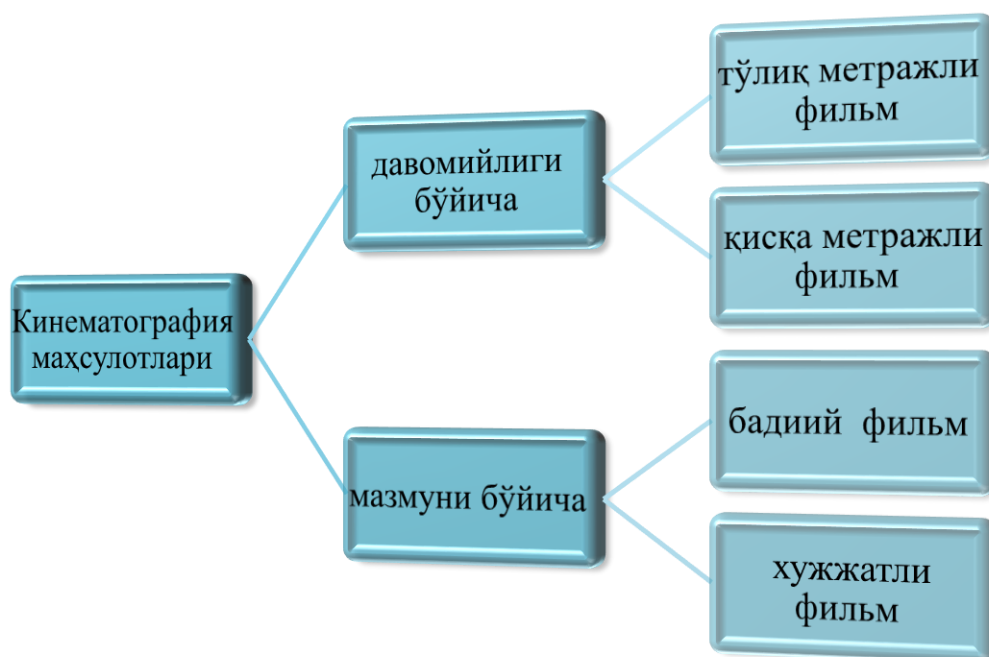 Кинематография
маҳсулотлари
давомийлиги
бўйича
тўлиқ метражли
фильм
қисқа метражли
фильм
мазмуни бўйича
бадиий фильм
хужжатли
фильм